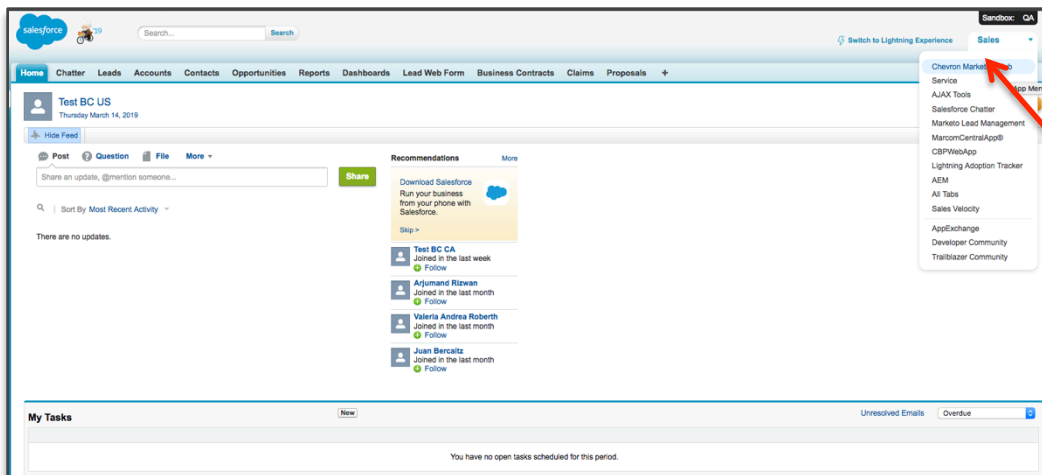 Sandbox: QA
salesforce
19
Search...
Search
Switch to Lightning Experience
Sales
Home Chatter Leads Accounts Contacts Opportunities Reports Dashboards Lead Web Form Business Contracts Claims Proposals +
Chevron Market
Service
AJAX Tools
App Men
Salesforce Chatter
Marketo Lead Management
MarcomCentralApp®
CBPWebApp
Lightning Adoption Tracker
AEM
All Tabs
Sales Velocity
AppExchange
Developer Community
Trailblazer Community
Test BC US
Thursday March 14, 2019
Hide Feed
Post Question File More
Share an update, @mention someone...
Share
Sort By Most Recent Activity
There are no updates.
Recommendations More
Download Salesforce
Run your business
from your phone with
Salesforce.
Skip >
Test BC CA
Joined in the last week
Follow
Arjumand Rizwan
Joined in the last month
Follow
Valeria Andrea Roberth
Joined in the last month
Follow
Juan Bercaitz
Joined in the last month
Follow
My Tasks
New
Unresolved Emails
Overdue
You have no open tasks scheduled for this period.